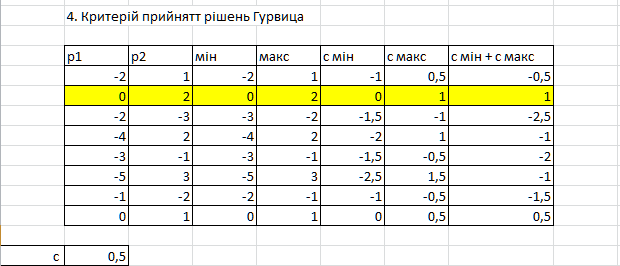 4. Критерій прийнятт рішень Гурвица
p1 p2 мін макс с мін с макс с мін + с макс
-2 1 -2 1 -1 0,5 -0,5
0 2 0 2 0 1 1
-2 -3 -3 -2 -1,5 -1 -2,5
-4 2 -4 2 -2 1 -1
-3 -1 -3 -1 -1,5 -0,5 -2
-5 3 -5 3 -2,5 1,5 -1
-1 -2 -2 -1 -1 -0,5 -1,5
0 1 0 1 0 0,5 0,5
с 0,5